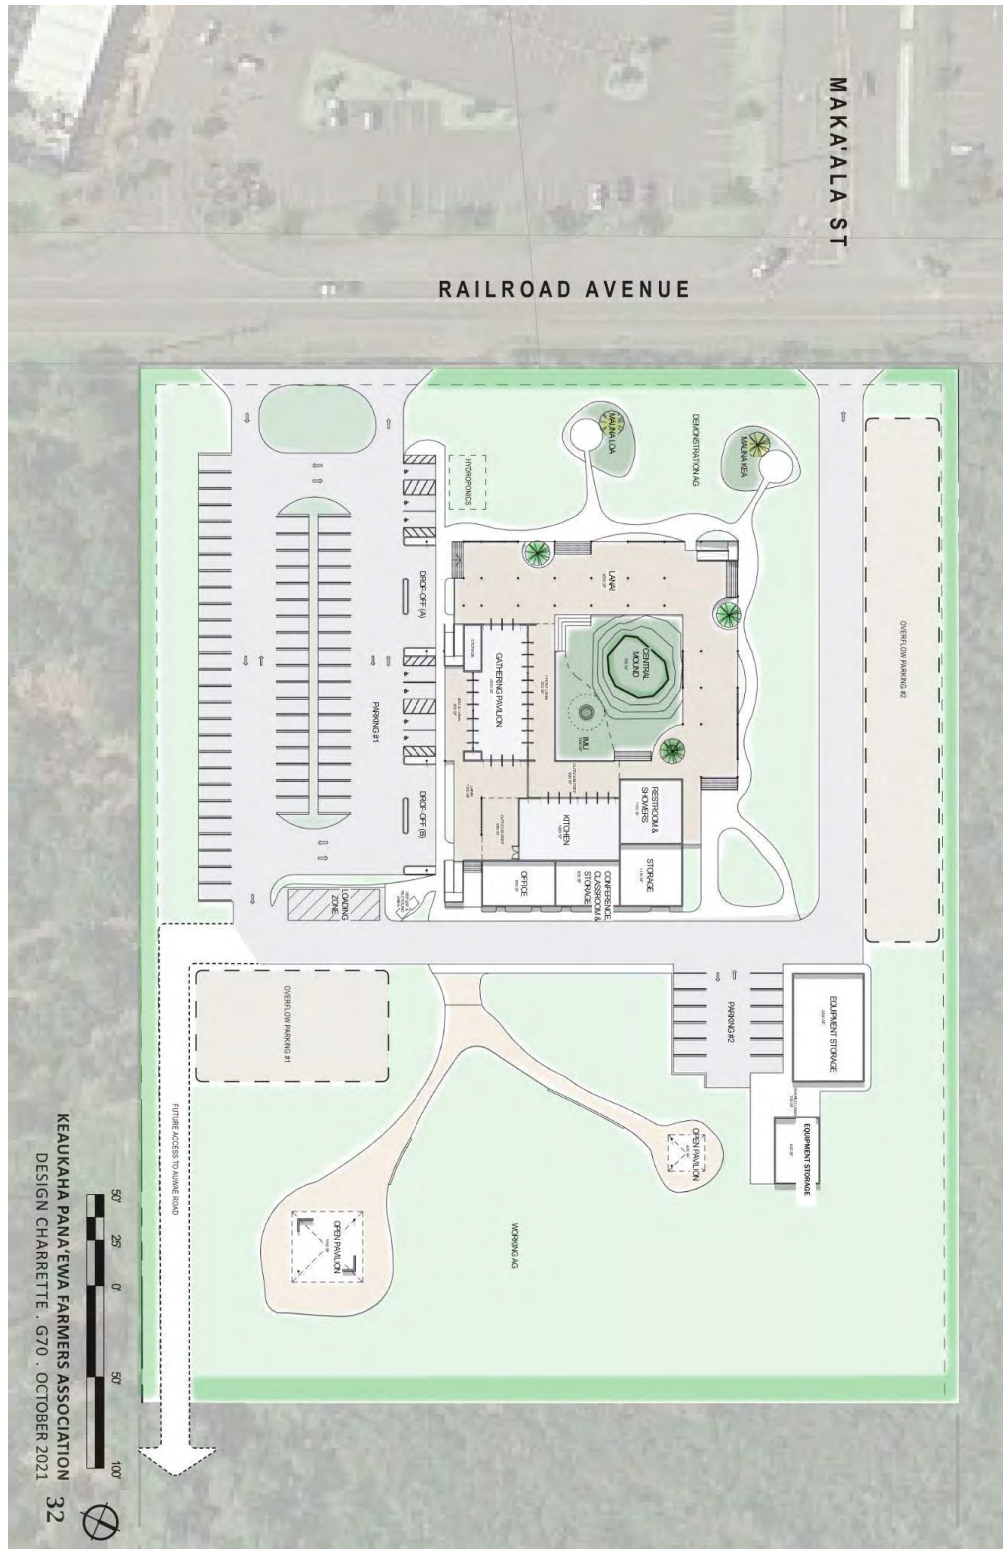 MAKA'ALA ST
RAILROAD AVENUE
MAUNA LOA
DEMONSTRATION AG
MAUNA KEA
HYDROPONICS
LANAI
DROP-OFF (A)
CENTRAL
MOUND
GATHERING PAVILION
STORAGE
IMU
OVERFLOW PARKING #2
PARKING #1
DROP-OFF (B)
KITCHEN
RESTROOM &
SHOWERS
STORAGE
OFFICE
CONFERENCE,
CLASSROOM &
STORAGE
LOADING
ZONE
OVERFLOW PARKING #1
PARKING #2
EQUIPMENT STORAGE
EQUIPMENT STORAGE
OPEN PAVILION
OPEN PAVILION
WORKING AG
FUTURE ACCESS TO AUWAE ROAD
50' 25' 0' 50' 100'
KEAUKAHA PANA'EWA FARMERS ASSOCIATION
DESIGN CHARRETTE . G70 . OCTOBER 2021
32